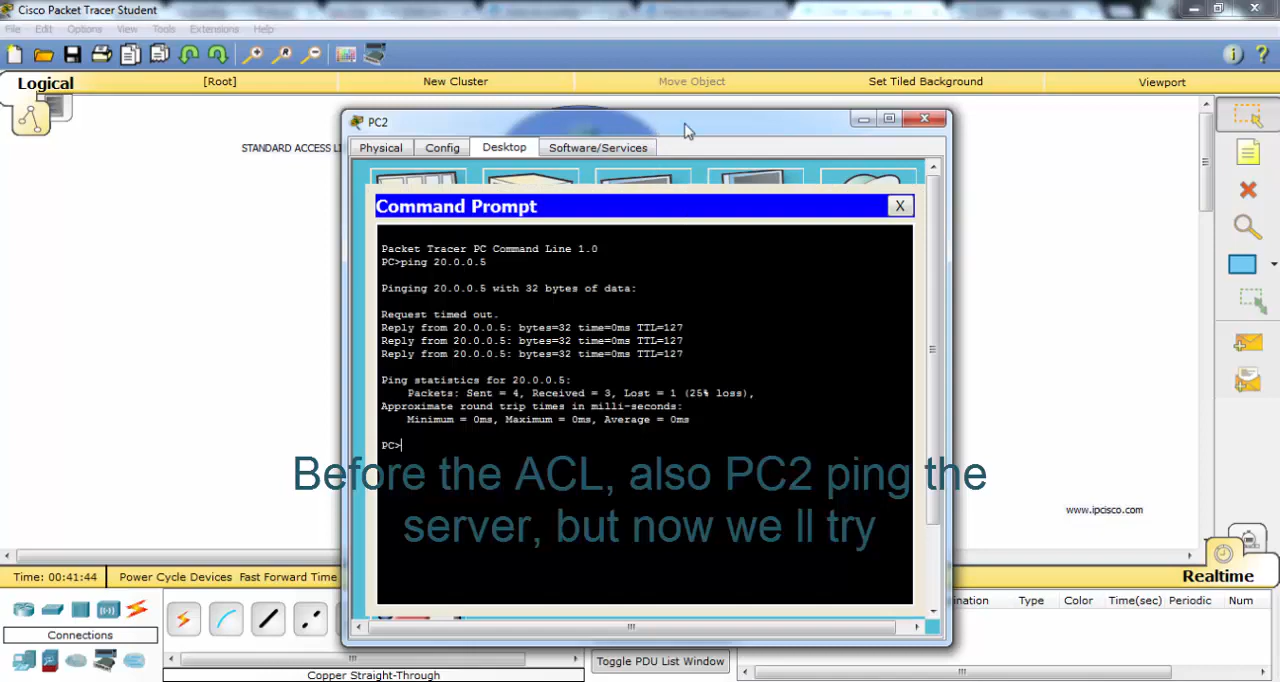 Cisco Packet Tracer Student
File Edit Options View Tools Extensions Help
Logical [Root] New Cluster Move Object Set Tiled Background Viewport
PC2
STANDARD ACCESS LI
Physical Config Desktop Software/Services
Command Prompt X
Packet Tracer PC Command Line 1.0
PC>ping 20.0.0.5
Pinging 20.0.0.5 with 32 bytes of data:
Request timed out.
Reply from 20.0.0.5: bytes=32 time=0ms TTL=127
Reply from 20.0.0.5: bytes=32 time=0ms TTL=127
Reply from 20.0.0.5: bytes=32 time=0ms TTL=127
Ping statistics for 20.0.0.5:
Packets: Sent = 4, Received = 3, Lost = 1 (25% loss),
Approximate round trip times in milli-seconds:
Minimum = 0ms, Maximum = 0ms, Average = 0ms
PC>
Before the ACL, also PC2 ping the
server, but now we ll try
www.ipcisco.com
Time: 00:41:44 Power Cycle Devices Fast Forward Time
Realtime
ination Type Color Time(sec) Periodic Num
Connections
Toggle PDU List Window
Copper Straight-Through